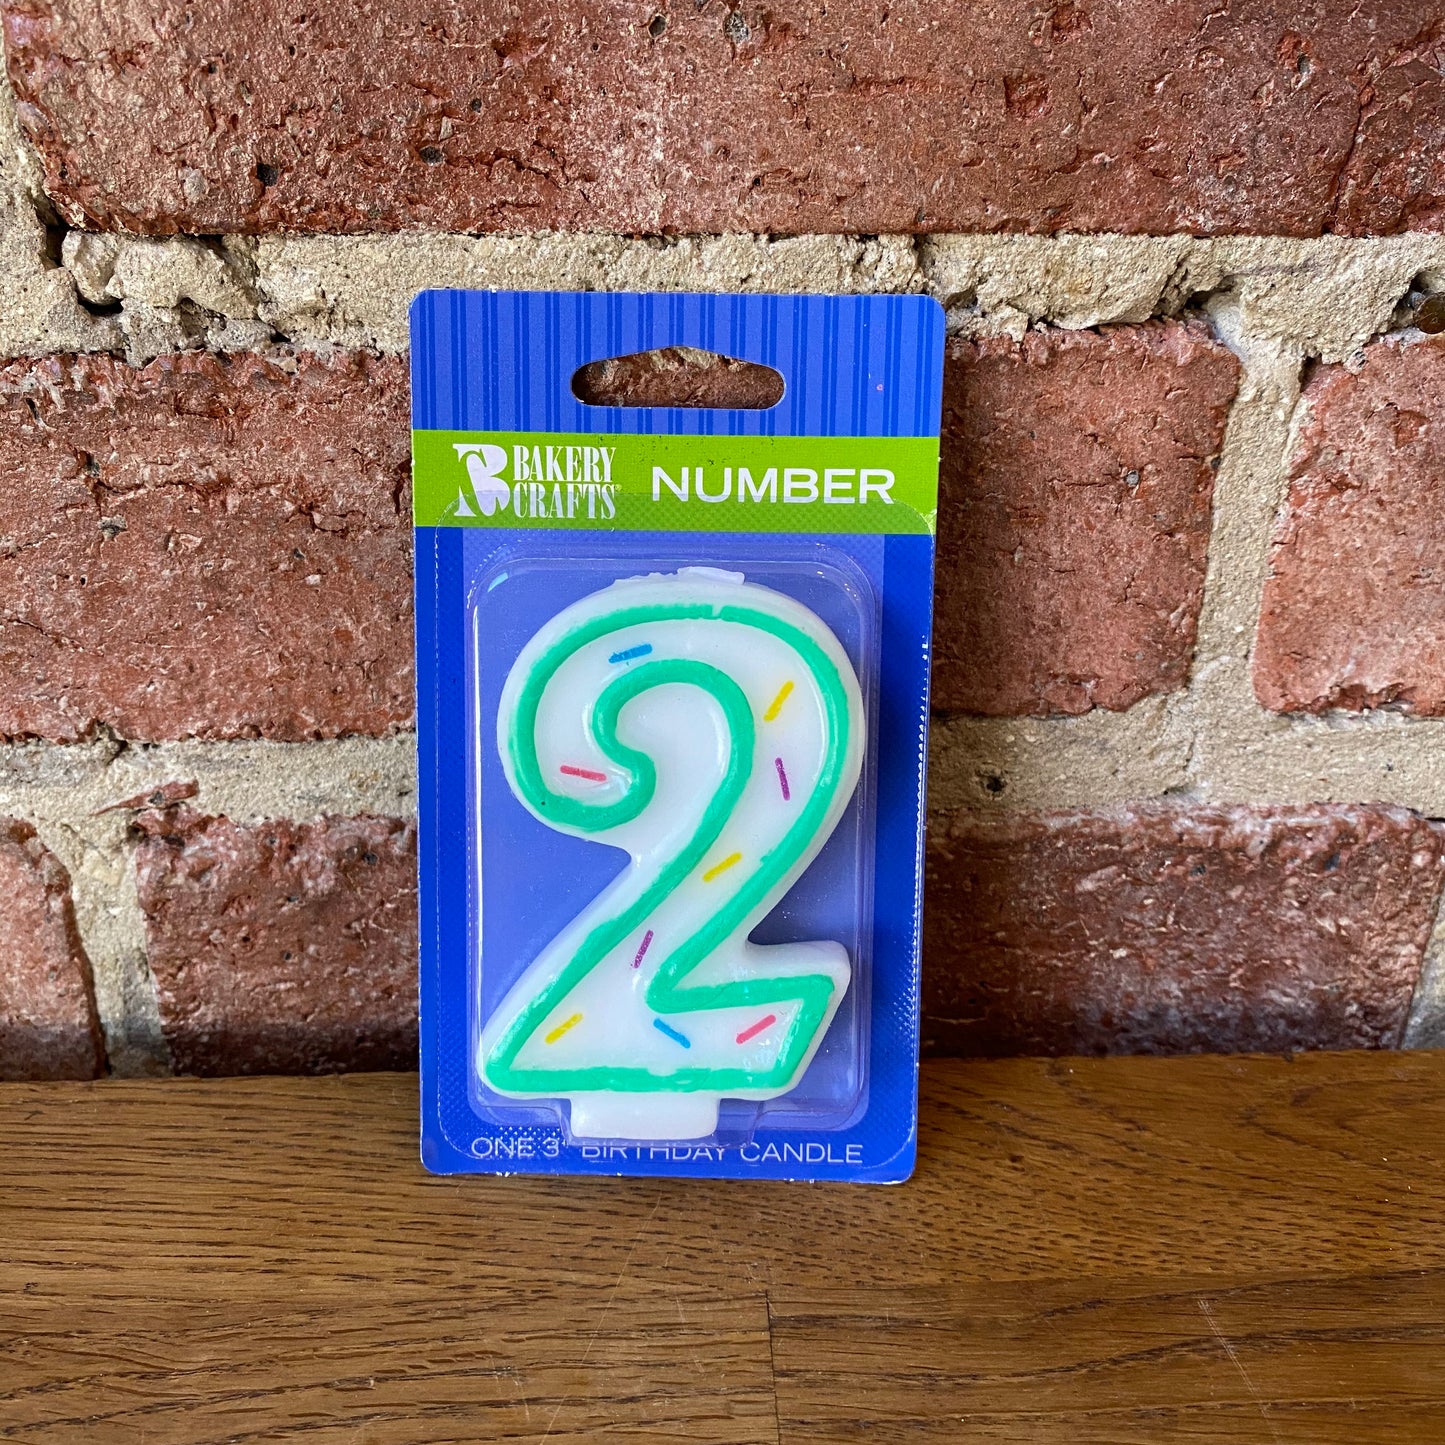 BAKERY
CRAFTS®
NUMBER
2
ONE 3" BIRTHDAY CANDLE